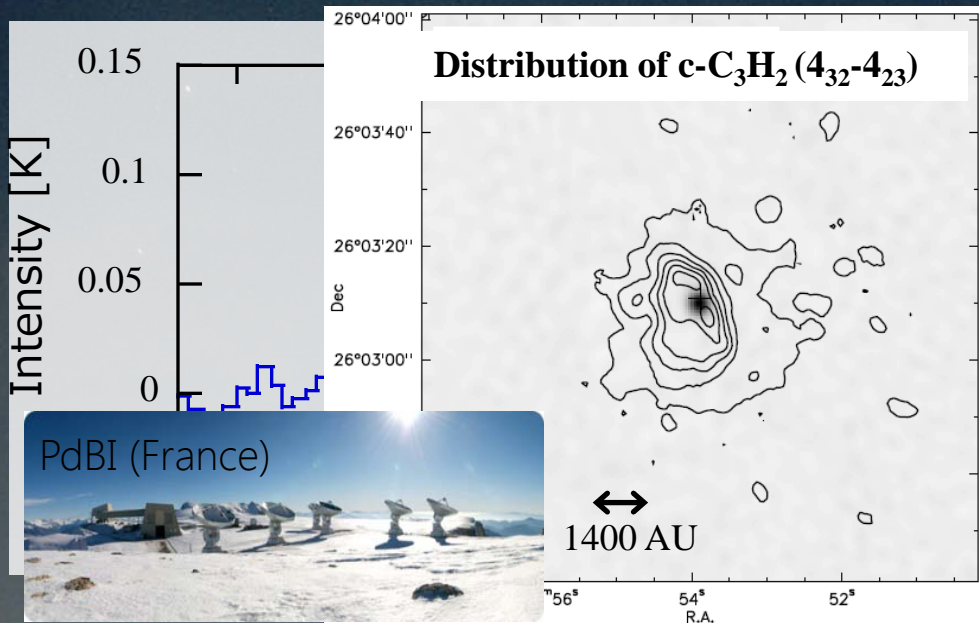 0.15
0.1
0.05
0
Intensity [K]
PdBI (France)
Distribution of c-C₃H₂ (4₃₂-4₂₃)
26°04'00''
26°03'40''
26°03'20''
26°03'00''
Dec
1400 AU
ᵐ56ˢ
54ˢ
52ˢ
R.A.